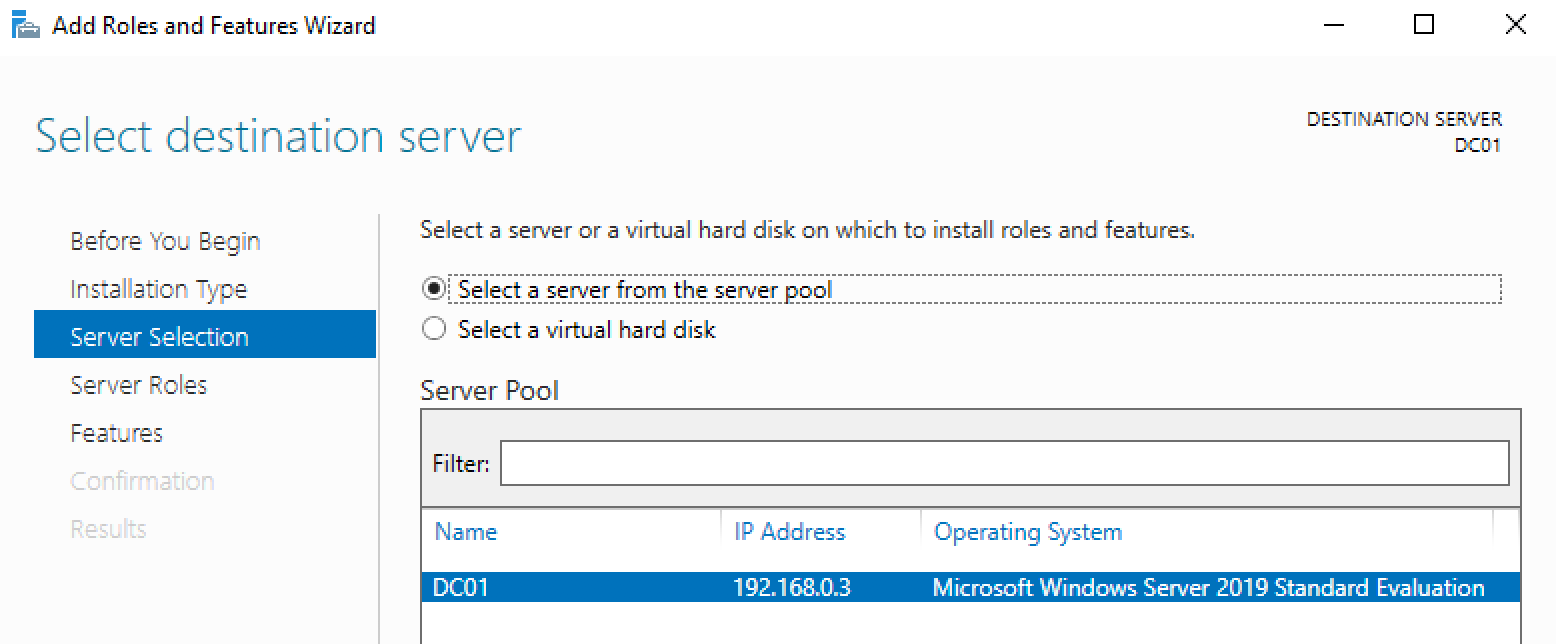 Add Roles and Features Wizard
Select destination server
DESTINATION SERVER
DC01
Before You Begin
Installation Type
Server Selection
Server Roles
Features
Confirmation
Results
Select a server or a virtual hard disk on which to install roles and features.
Select a server from the server pool
Select a virtual hard disk
Server Pool
Filter:
Name IP Address Operating System
DC01 192.168.0.3 Microsoft Windows Server 2019 Standard Evaluation